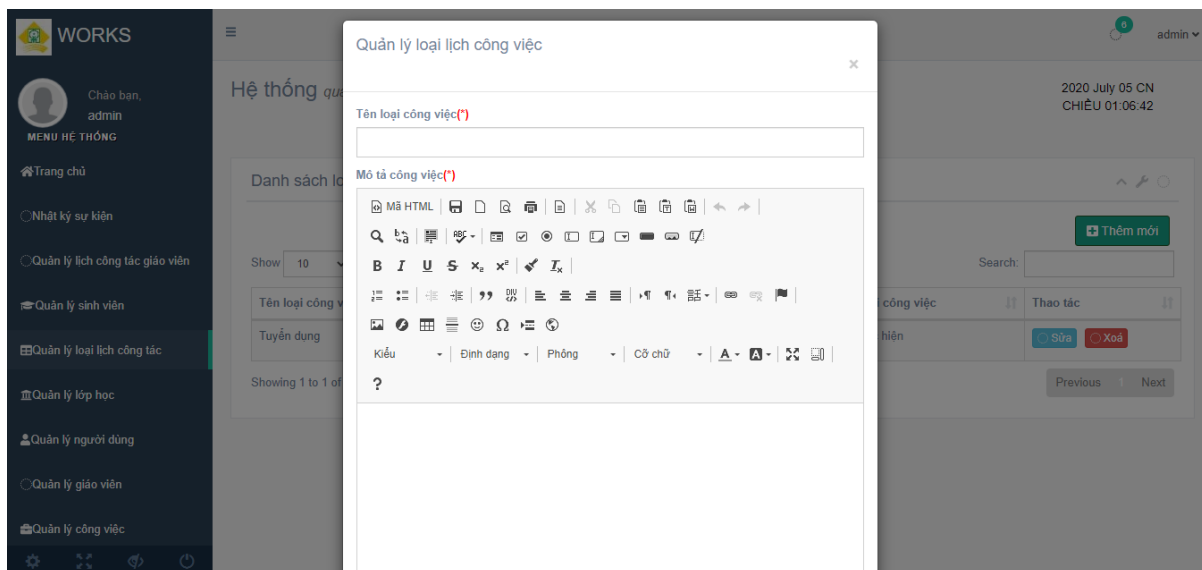 WORKS
Chào bạn,
admin
MENU HỆ THỐNG
Trang chủ
Nhật ký sự kiện
Quản lý lịch công tác giáo viên
Quản lý sinh viên
Quản lý loại lịch công tác
Quản lý lớp học
Quản lý người dùng
Quản lý giáo viên
Quản lý công việc
6
admin
Hệ thống
2020 July 05 CN
CHIỀU 01:06:42
Danh sách
Thêm mới
Show 10
Search:
Tên loại công
công việc
Thao tác
Tuyển dụng
hiện
Sửa
Xoá
Showing 1 to 1 of
Previous 1 Next
Quản lý loại lịch công việc
×
Tên loại công việc(*)
Mô tả công việc(*)
Mã HTML
Kiểu
Định dạng
Phông
Cỡ chữ
?